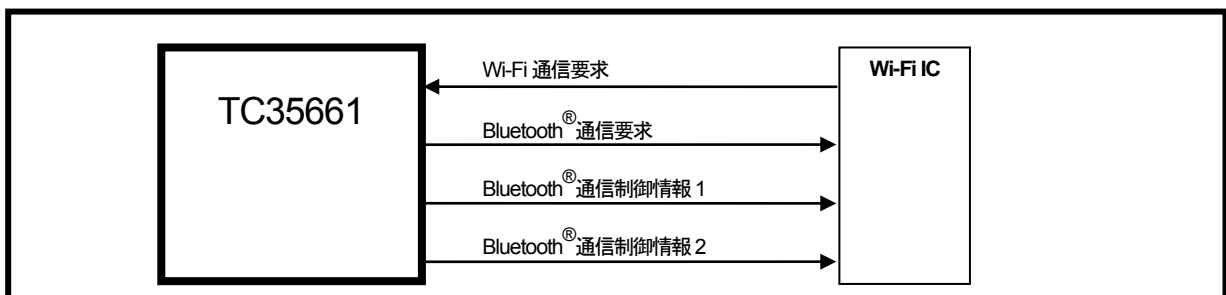 Wi-Fi 通信要求
Wi-Fi IC
TC35661
Bluetooth®通信要求
Bluetooth®通信制御情報 1
Bluetooth®通信制御情報 2